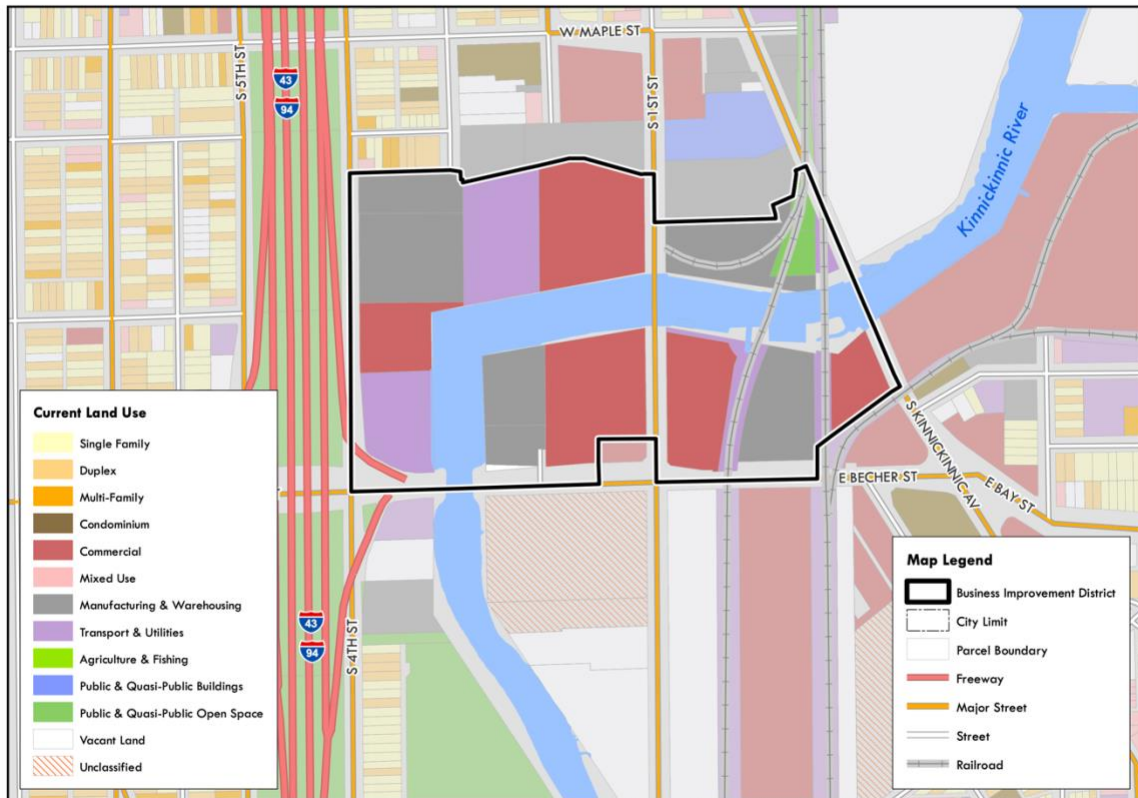 W MAPLE ST
S 5TH ST
43
94
S 1ST ST
Kinnickinnic River
S KINNICKINNIC AV
E BECHER ST
E BAY ST
43
94
S 4TH ST
Current Land Use
Single Family
Duplex
Multi-Family
Condominium
Commercial
Mixed Use
Manufacturing & Warehousing
Transport & Utilities
Agriculture & Fishing
Public & Quasi-Public Buildings
Public & Quasi-Public Open Space
Vacant Land
Unclassified
Map Legend
Business Improvement District
City Limit
Parcel Boundary
Freeway
Major Street
Street
Railroad